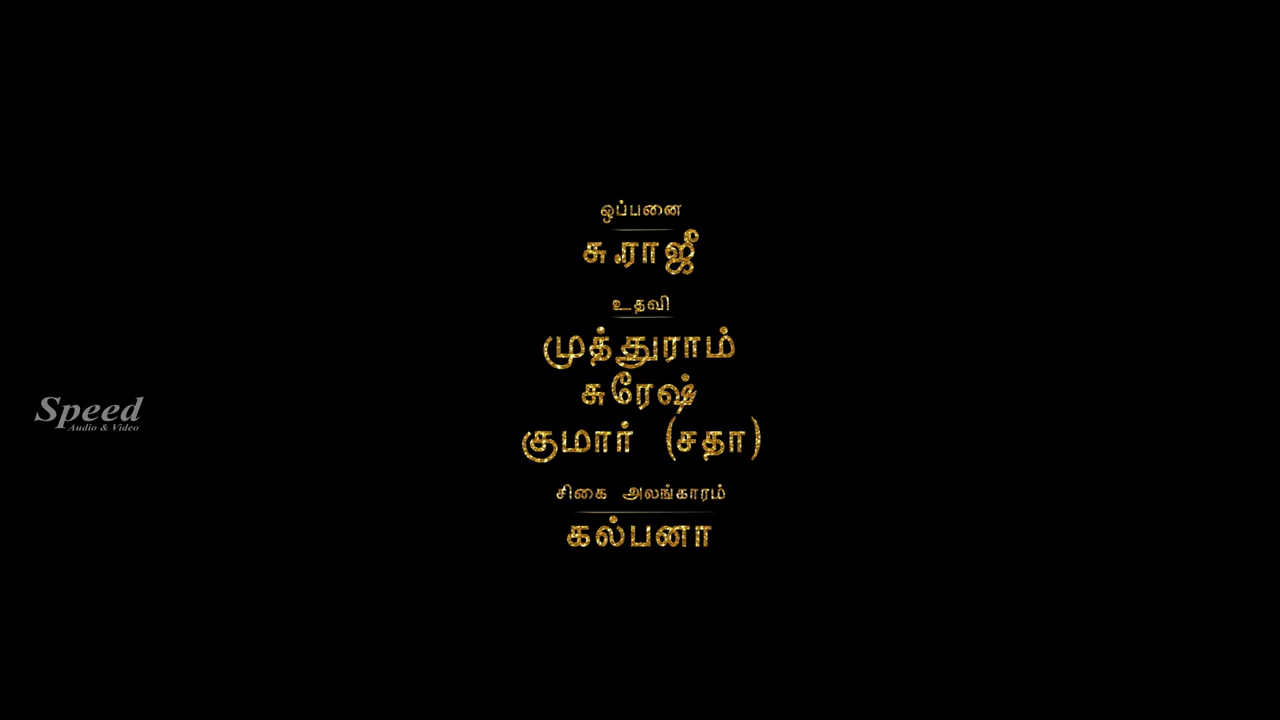 ஒப்பனை
சு.ராஜீ
உதவி
முத்துராம்
சுரேஷ்
குமார் (சதா)
சிகை அலங்காரம்
கல்பனா
Speed
Audio & Video